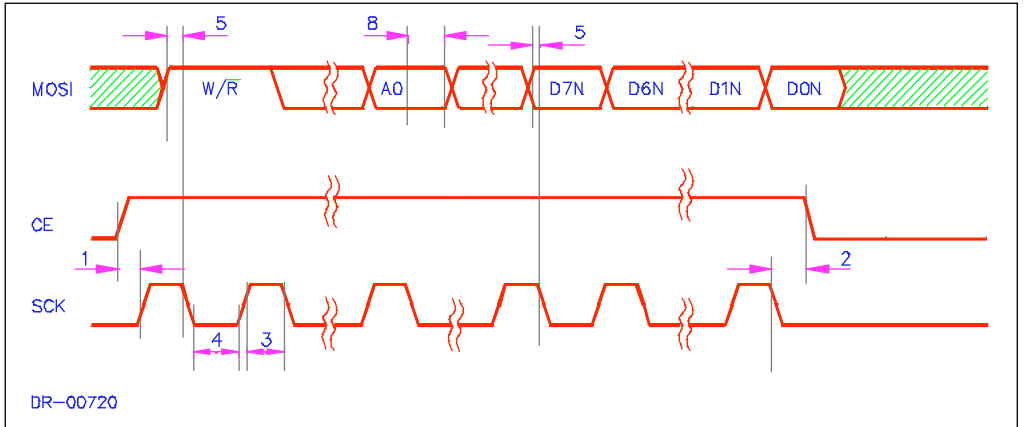 5 8 5
MOSI W/R̅ A0 D7N D6N D1N D0N
CE
1 2
SCK
4 3
DR-00720